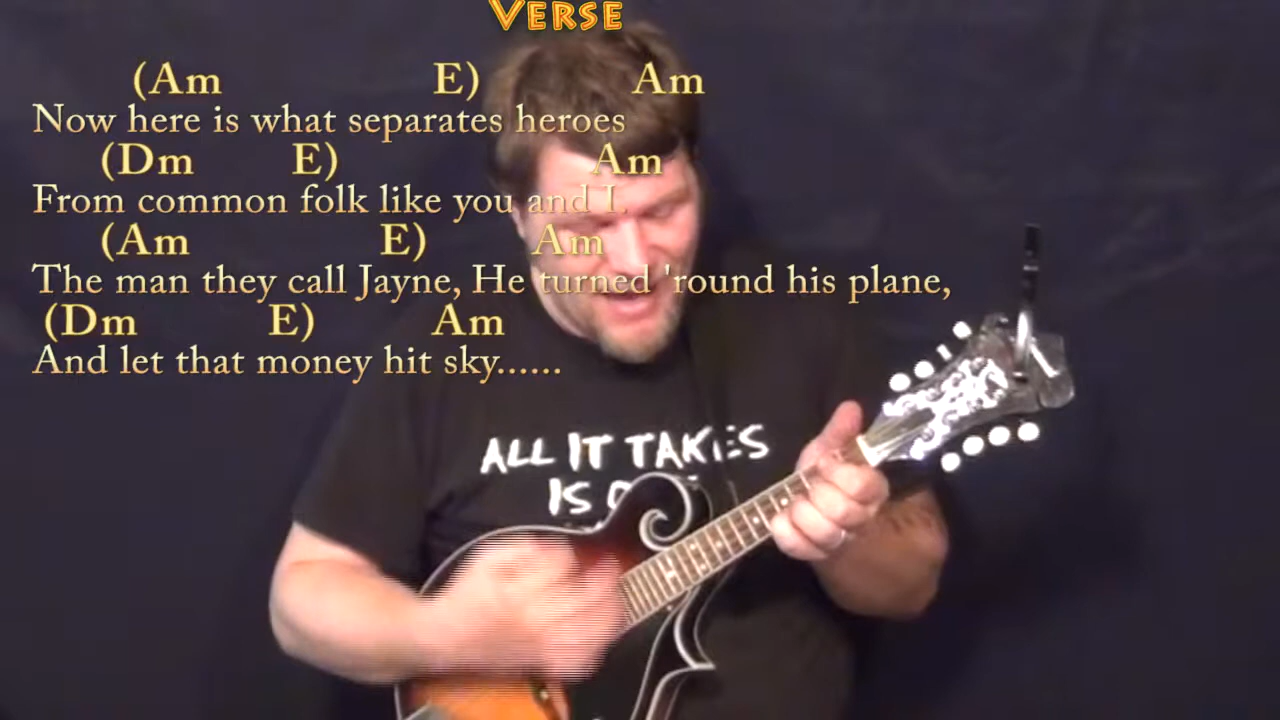 VERSE
(Am E) Am
Now here is what separates heroes
(Dm E) Am
From common folk like you and I.
(Am E) Am
The man they call Jayne, He turned 'round his plane,
(Dm E) Am
And let that money hit sky......
ALL IT TAKES
IS